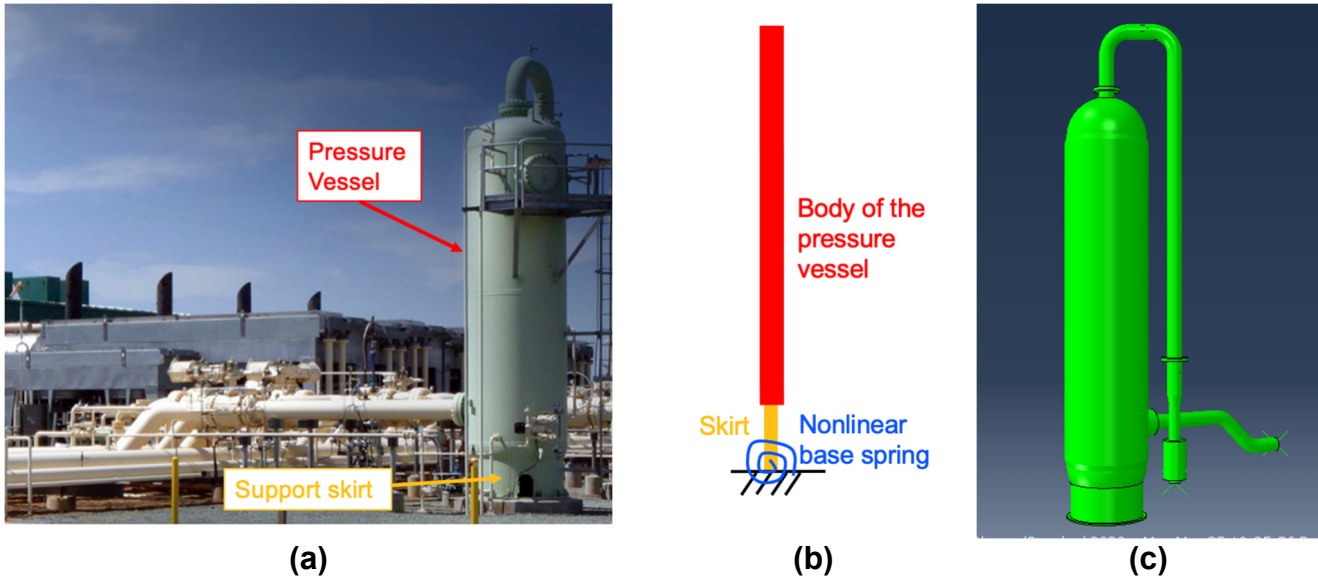 Pressure
Vessel
Support skirt
Body of the
pressure
vessel
Skirt
Nonlinear
base spring
(a)
(b)
(c)